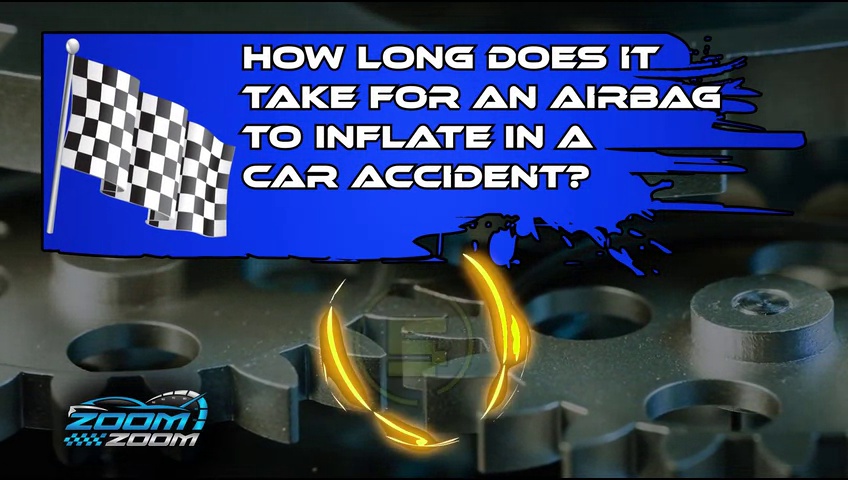 HOW LONG DOES IT
TAKE FOR AN AIRBAG
TO INFLATE IN A
CAR ACCIDENT?
ZOOM
ZOOM